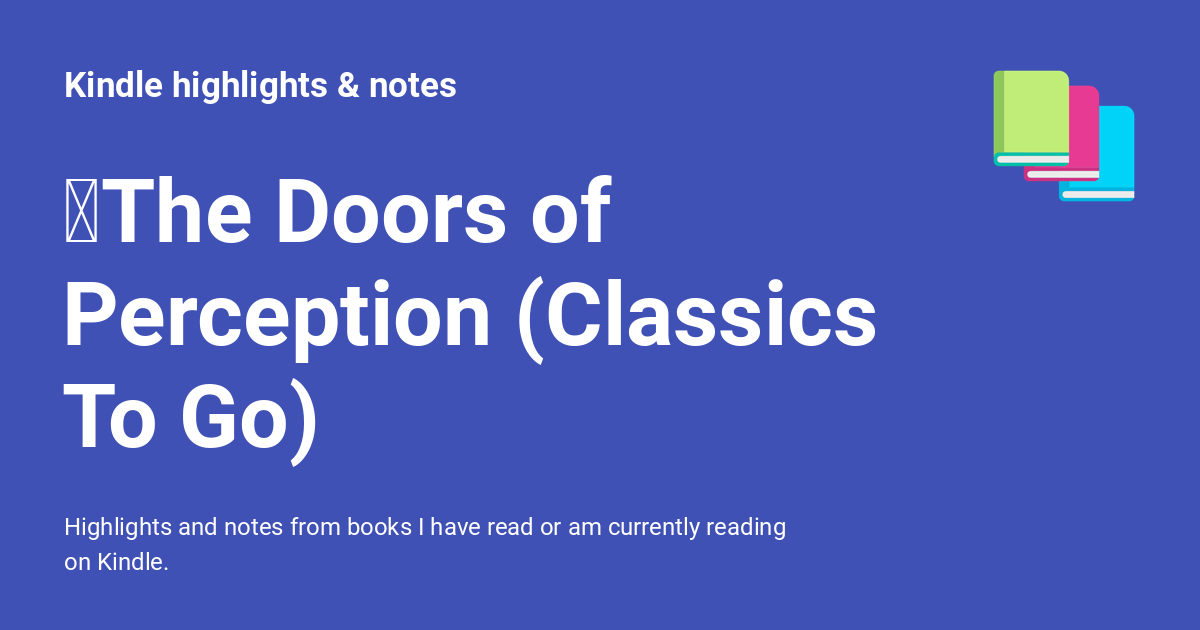 Kindle highlights & notes
The Doors of
Perception (Classics
To Go)
Highlights and notes from books I have read or am currently reading
on Kindle.